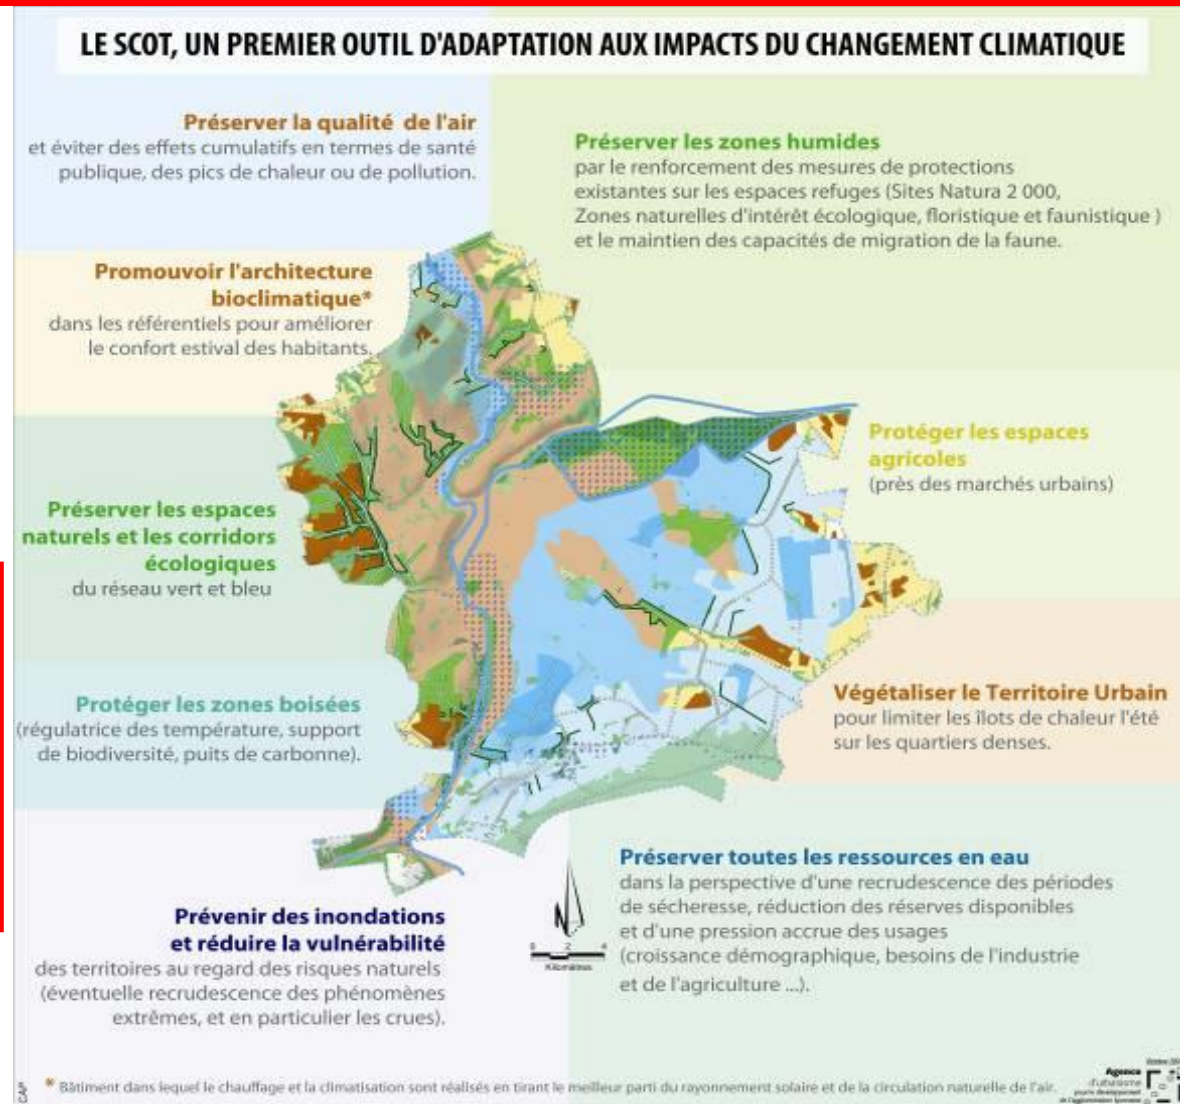 LE SCOT, UN PREMIER OUTIL D'ADAPTATION AUX IMPACTS DU CHANGEMENT CLIMATIQUE
Préserver la qualité de l'air
et éviter des effets cumulatifs en termes de santé
publique, des pics de chaleur ou de pollution.
Préserver les zones humides
par le renforcement des mesures de protections
existantes sur les espaces refuges (Sites Natura 2 000,
Zones naturelles d'intérêt écologique, floristique et faunistique )
et le maintien des capacités de migration de la faune.
Promouvoir l'architecture
bioclimatique*
dans les référentiels pour améliorer
le confort estival des habitants.
Protéger les espaces
agricoles
(près des marchés urbains)
Préserver les espaces
naturels et les corridors
écologiques
du réseau vert et bleu
Protéger les zones boisées
(régulatrice des température, support
de biodiversité, puits de carbonne).
Végétaliser le Territoire Urbain
pour limiter les îlots de chaleur l'été
sur les quartiers denses.
Prévenir des inondations
et réduire la vulnérabilité
des territoires au regard des risques naturels
(éventuelle recrudescence des phénomènes
extrêmes, et en particulier les crues).
Préserver toutes les ressources en eau
dans la perspective d'une recrudescence des périodes
de sécheresse, réduction des réserves disponibles
et d'une pression accrue des usages
(croissance démographique, besoins de l'industrie
et de l'agriculture ...).
N
0 2 4
Kilomètres
* Bâtiment dans lequel le chauffage et la climatisation sont réalisés en tirant le meilleur parti du rayonnement solaire et de la circulation naturelle de l'air.
Agence
d'urbanisme
pour le développement
de l'agglomération lyonnaise